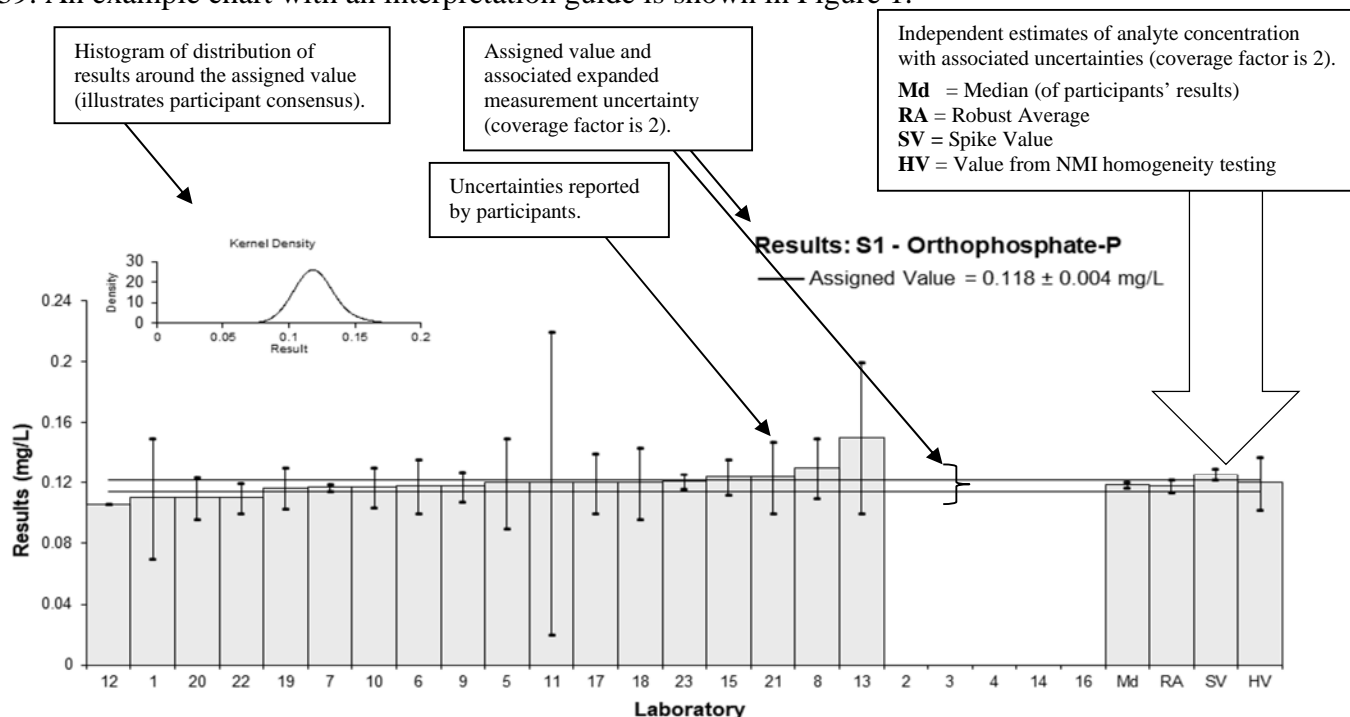 39. An example chart with an interpretation guide is shown in Figure 1.
Histogram of distribution of
results around the assigned value
(illustrates participant consensus).
Assigned value and
associated expanded
measurement uncertainty
(coverage factor is 2).
Independent estimates of analyte concentration
with associated uncertainties (coverage factor is 2).
Md = Median (of participants' results)
RA = Robust Average
SV = Spike Value
HV = Value from NMI homogeneity testing
Uncertainties reported
by participants.
Kernel Density
Density
30
20
10
0
0 0.05 0.1 0.15 0.2
Result
Results: S1 - Orthophosphate-P
Assigned Value = 0.118 ± 0.004 mg/L
Results (mg/L)
0.24
0.2
0.16
0.12
0.08
0.04
0
12 1 20 22 19 7 10 6 9 5 11 17 18 23 15 21 8 13 2 3 4 14 16 Md RA SV HV
Laboratory